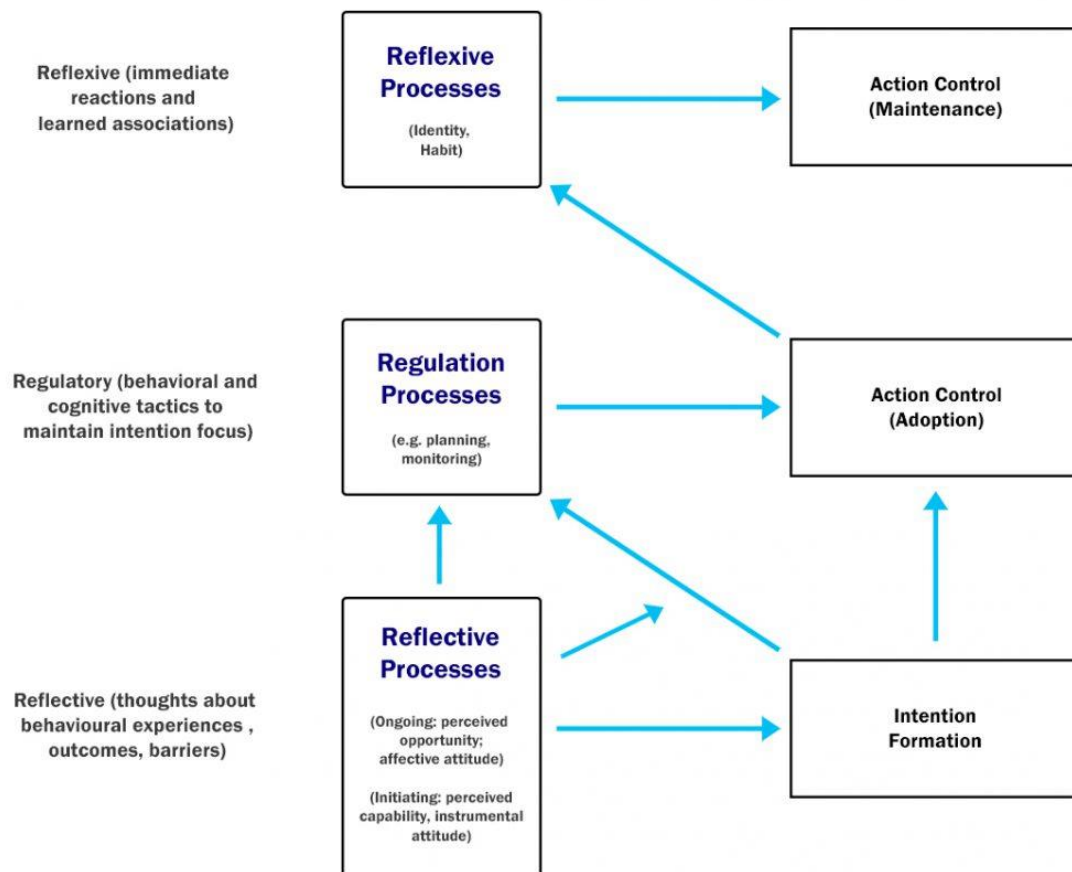 Reflexive (immediate
reactions and
learned associations)
Reflexive
Processes
(Identity,
Habit)
Action Control
(Maintenance)
Regulatory (behavioral and
cognitive tactics to
maintain intention focus)
Regulation
Processes
(e.g. planning,
monitoring)
Action Control
(Adoption)
Reflective (thoughts about
behavioural experiences ,
outcomes, barriers)
Reflective
Processes
(Ongoing: perceived
opportunity;
affective attitude)
(Initiating: perceived
capability, instrumental
attitude)
Intention
Formation